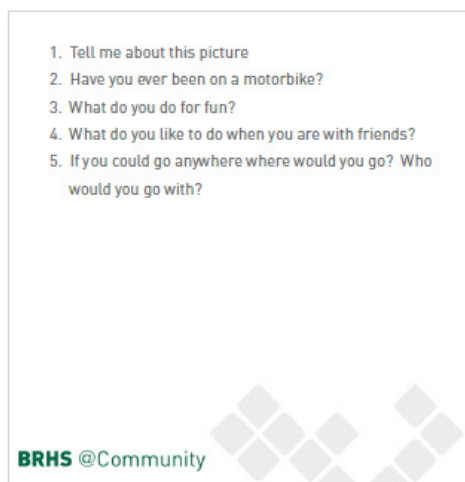 1. Tell me about this picture
2. Have you ever been on a motorbike?
3. What do you do for fun?
4. What do you like to do when you are with friends?
5. If you could go anywhere where would you go? Who
would you go with?
BRHS @Community